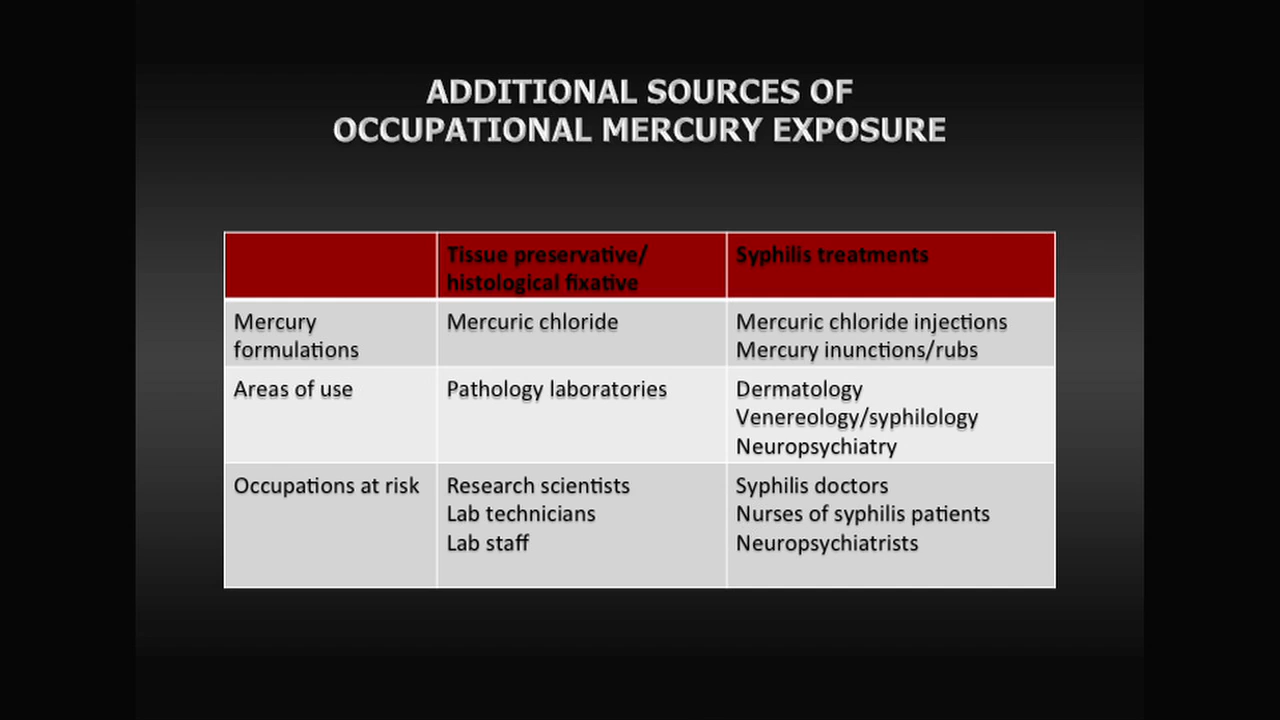 ADDITIONAL SOURCES OF
OCCUPATIONAL MERCURY EXPOSURE
Tissue preservative/
histological fixative
Syphilis treatments
Mercury
formulations
Mercuric chloride
Mercuric chloride injections
Mercury inunctions/rubs
Areas of use
Pathology laboratories
Dermatology
Venereology/syphilology
Neuropsychiatry
Occupations at risk
Research scientists
Lab technicians
Lab staff
Syphilis doctors
Nurses of syphilis patients
Neuropsychiatrists